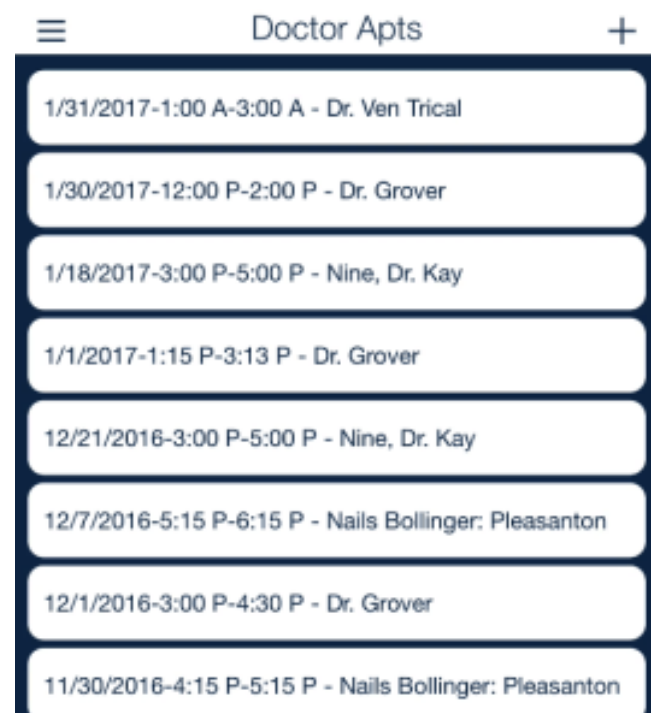 Doctor Apts
1/31/2017-1:00 A-3:00 A - Dr. Ven Trical
1/30/2017-12:00 P-2:00 P - Dr. Grover
1/18/2017-3:00 P-5:00 P - Nine, Dr. Kay
1/1/2017-1:15 P-3:13 P - Dr. Grover
12/21/2016-3:00 P-5:00 P - Nine, Dr. Kay
12/7/2016-5:15 P-6:15 P - Nails Bollinger: Pleasanton
12/1/2016-3:00 P-4:30 P - Dr. Grover
11/30/2016-4:15 P-5:15 P - Nails Bollinger: Pleasanton